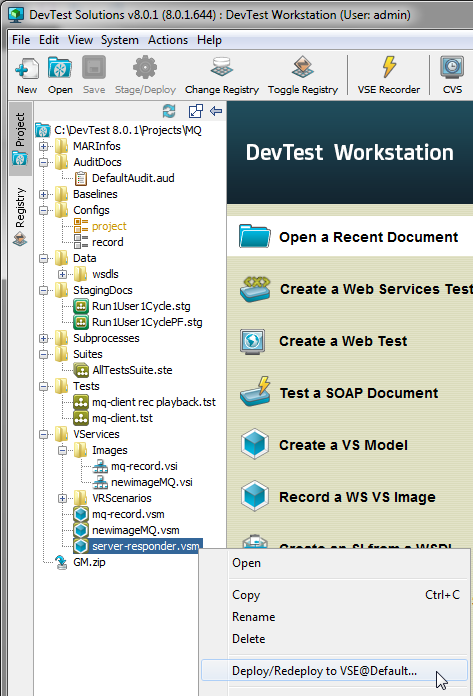 DevTest Solutions v8.0.1 (8.0.1.644) : DevTest Workstation (User: admin)
File Edit View System Actions Help
New Open Save Stage/Deploy Change Registry Toggle Registry VSE Recorder CVS
Project
Registry
C:\DevTest 8.0.1\Projects\MQ
MARInfos
AuditDocs
DefaultAudit.aud
Baselines
Configs
project
record
Data
wsdls
StagingDocs
Run1User1Cycle.stg
Run1User1CyclePF.stg
Subprocesses
Suites
AllTestsSuite.ste
Tests
mq-client rec playback.tst
mq-client.tst
VServices
Images
mq-record.vsi
newimageMQ.vsi
VRScenarios
mq-record.vsm
newimageMQ.vsm
server-responder.vsm
GM.zip
DevTest Workstation
Open a Recent Document
Create a Web Services Test
Create a Web Test
Test a SOAP Document
Create a VS Model
Record a WS VS Image
Create an SI from a WSDL
Open
Copy Ctrl+C
Rename
Delete
Deploy/Redeploy to VSE@Default...